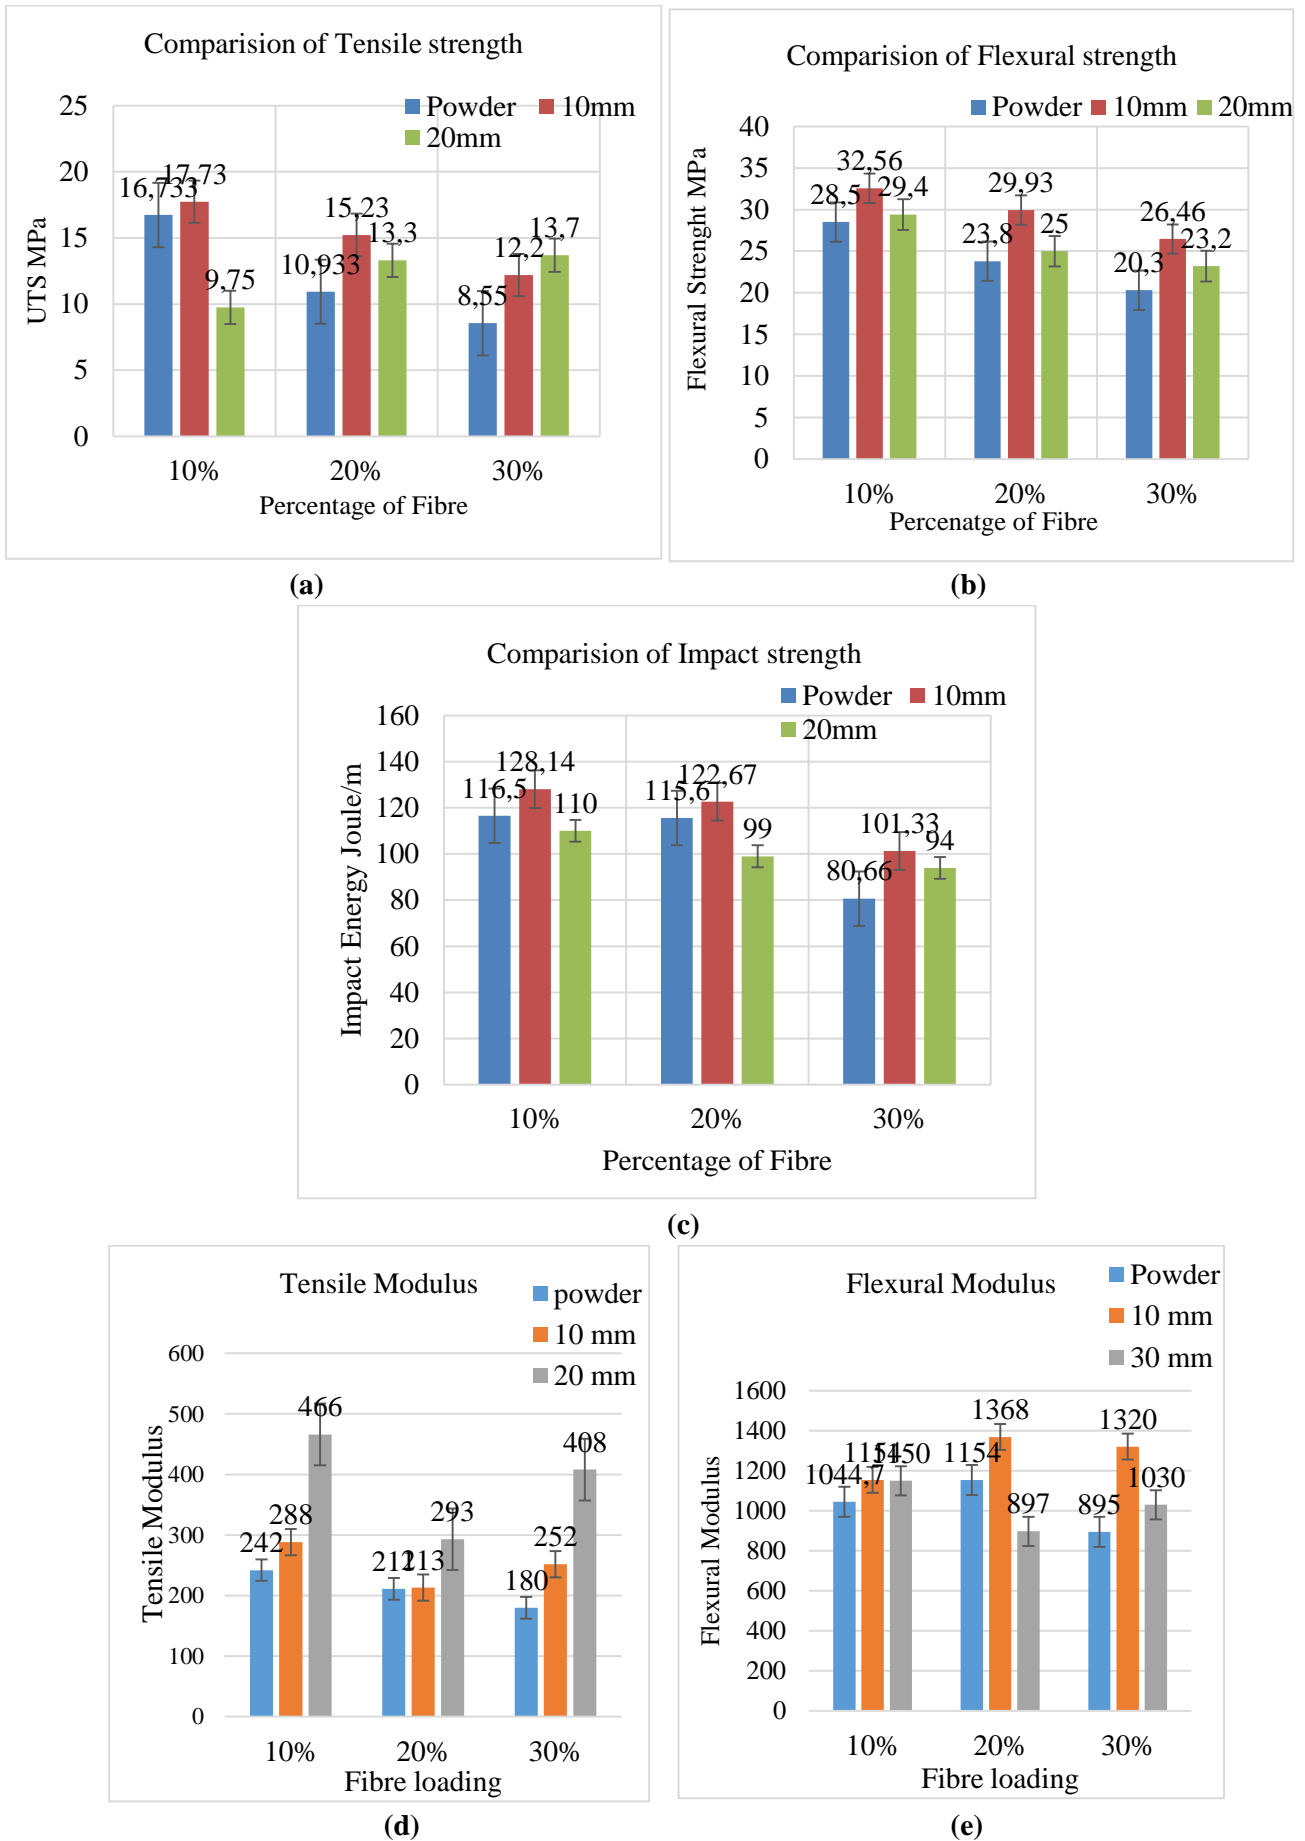 Comparision of Tensile strength
Powder 10mm
20mm
25
20
15
10
5
0
UTS MPa
16,733
17,73
9,75
10,933
15,23
13,3
8,55
12,2
13,7
10% 20% 30%
Percentage of Fibre
(a)
Comparision of Flexural strength
Powder 10mm 20mm
40
35
30
25
20
15
10
5
0
Flexural Strenght MPa
28,5
32,56
29,4
23,8
29,93
25
20,3
26,46
23,2
10% 20% 30%
Percenatge of Fibre
(b)
Comparision of Impact strength
Powder 10mm
20mm
160
140
120
100
80
60
40
20
0
Impact Energy Joule/m
116,5
128,14
110
115,6
122,67
99
80,66
101,33
94
10% 20% 30%
Percentage of Fibre
(c)
Tensile Modulus
powder
10 mm
20 mm
600
500
400
300
200
100
0
Tensile Modulus
242
288
466
211
213
293
180
252
408
10% 20% 30%
Fibre loading
(d)
Flexural Modulus
Powder
10 mm
30 mm
1600
1400
1200
1000
800
600
400
200
0
Flexural Modulus
1044,7
1154
1150
1154
1368
897
895
1320
1030
10% 20% 30%
Fibre loading
(e)